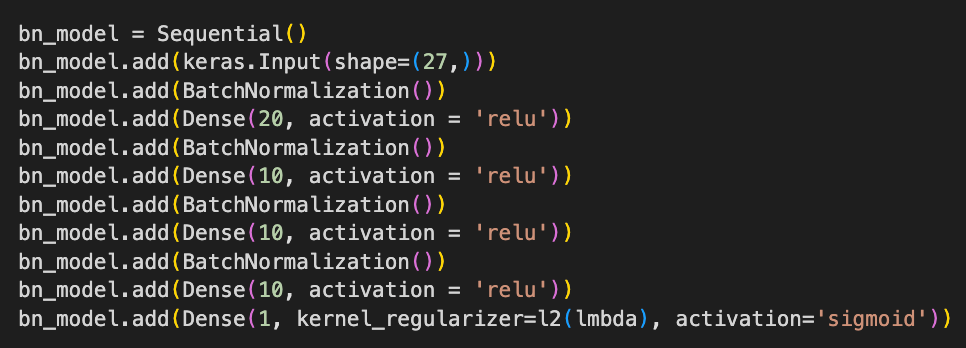 bn_model = Sequential()
bn_model.add(keras.Input(shape=(27,)))
bn_model.add(BatchNormalization())
bn_model.add(Dense(20, activation = 'relu'))
bn_model.add(BatchNormalization())
bn_model.add(Dense(10, activation = 'relu'))
bn_model.add(BatchNormalization())
bn_model.add(Dense(10, activation = 'relu'))
bn_model.add(BatchNormalization())
bn_model.add(Dense(10, activation = 'relu'))
bn_model.add(Dense(1, kernel_regularizer=l2(lmbda), activation='sigmoid'))